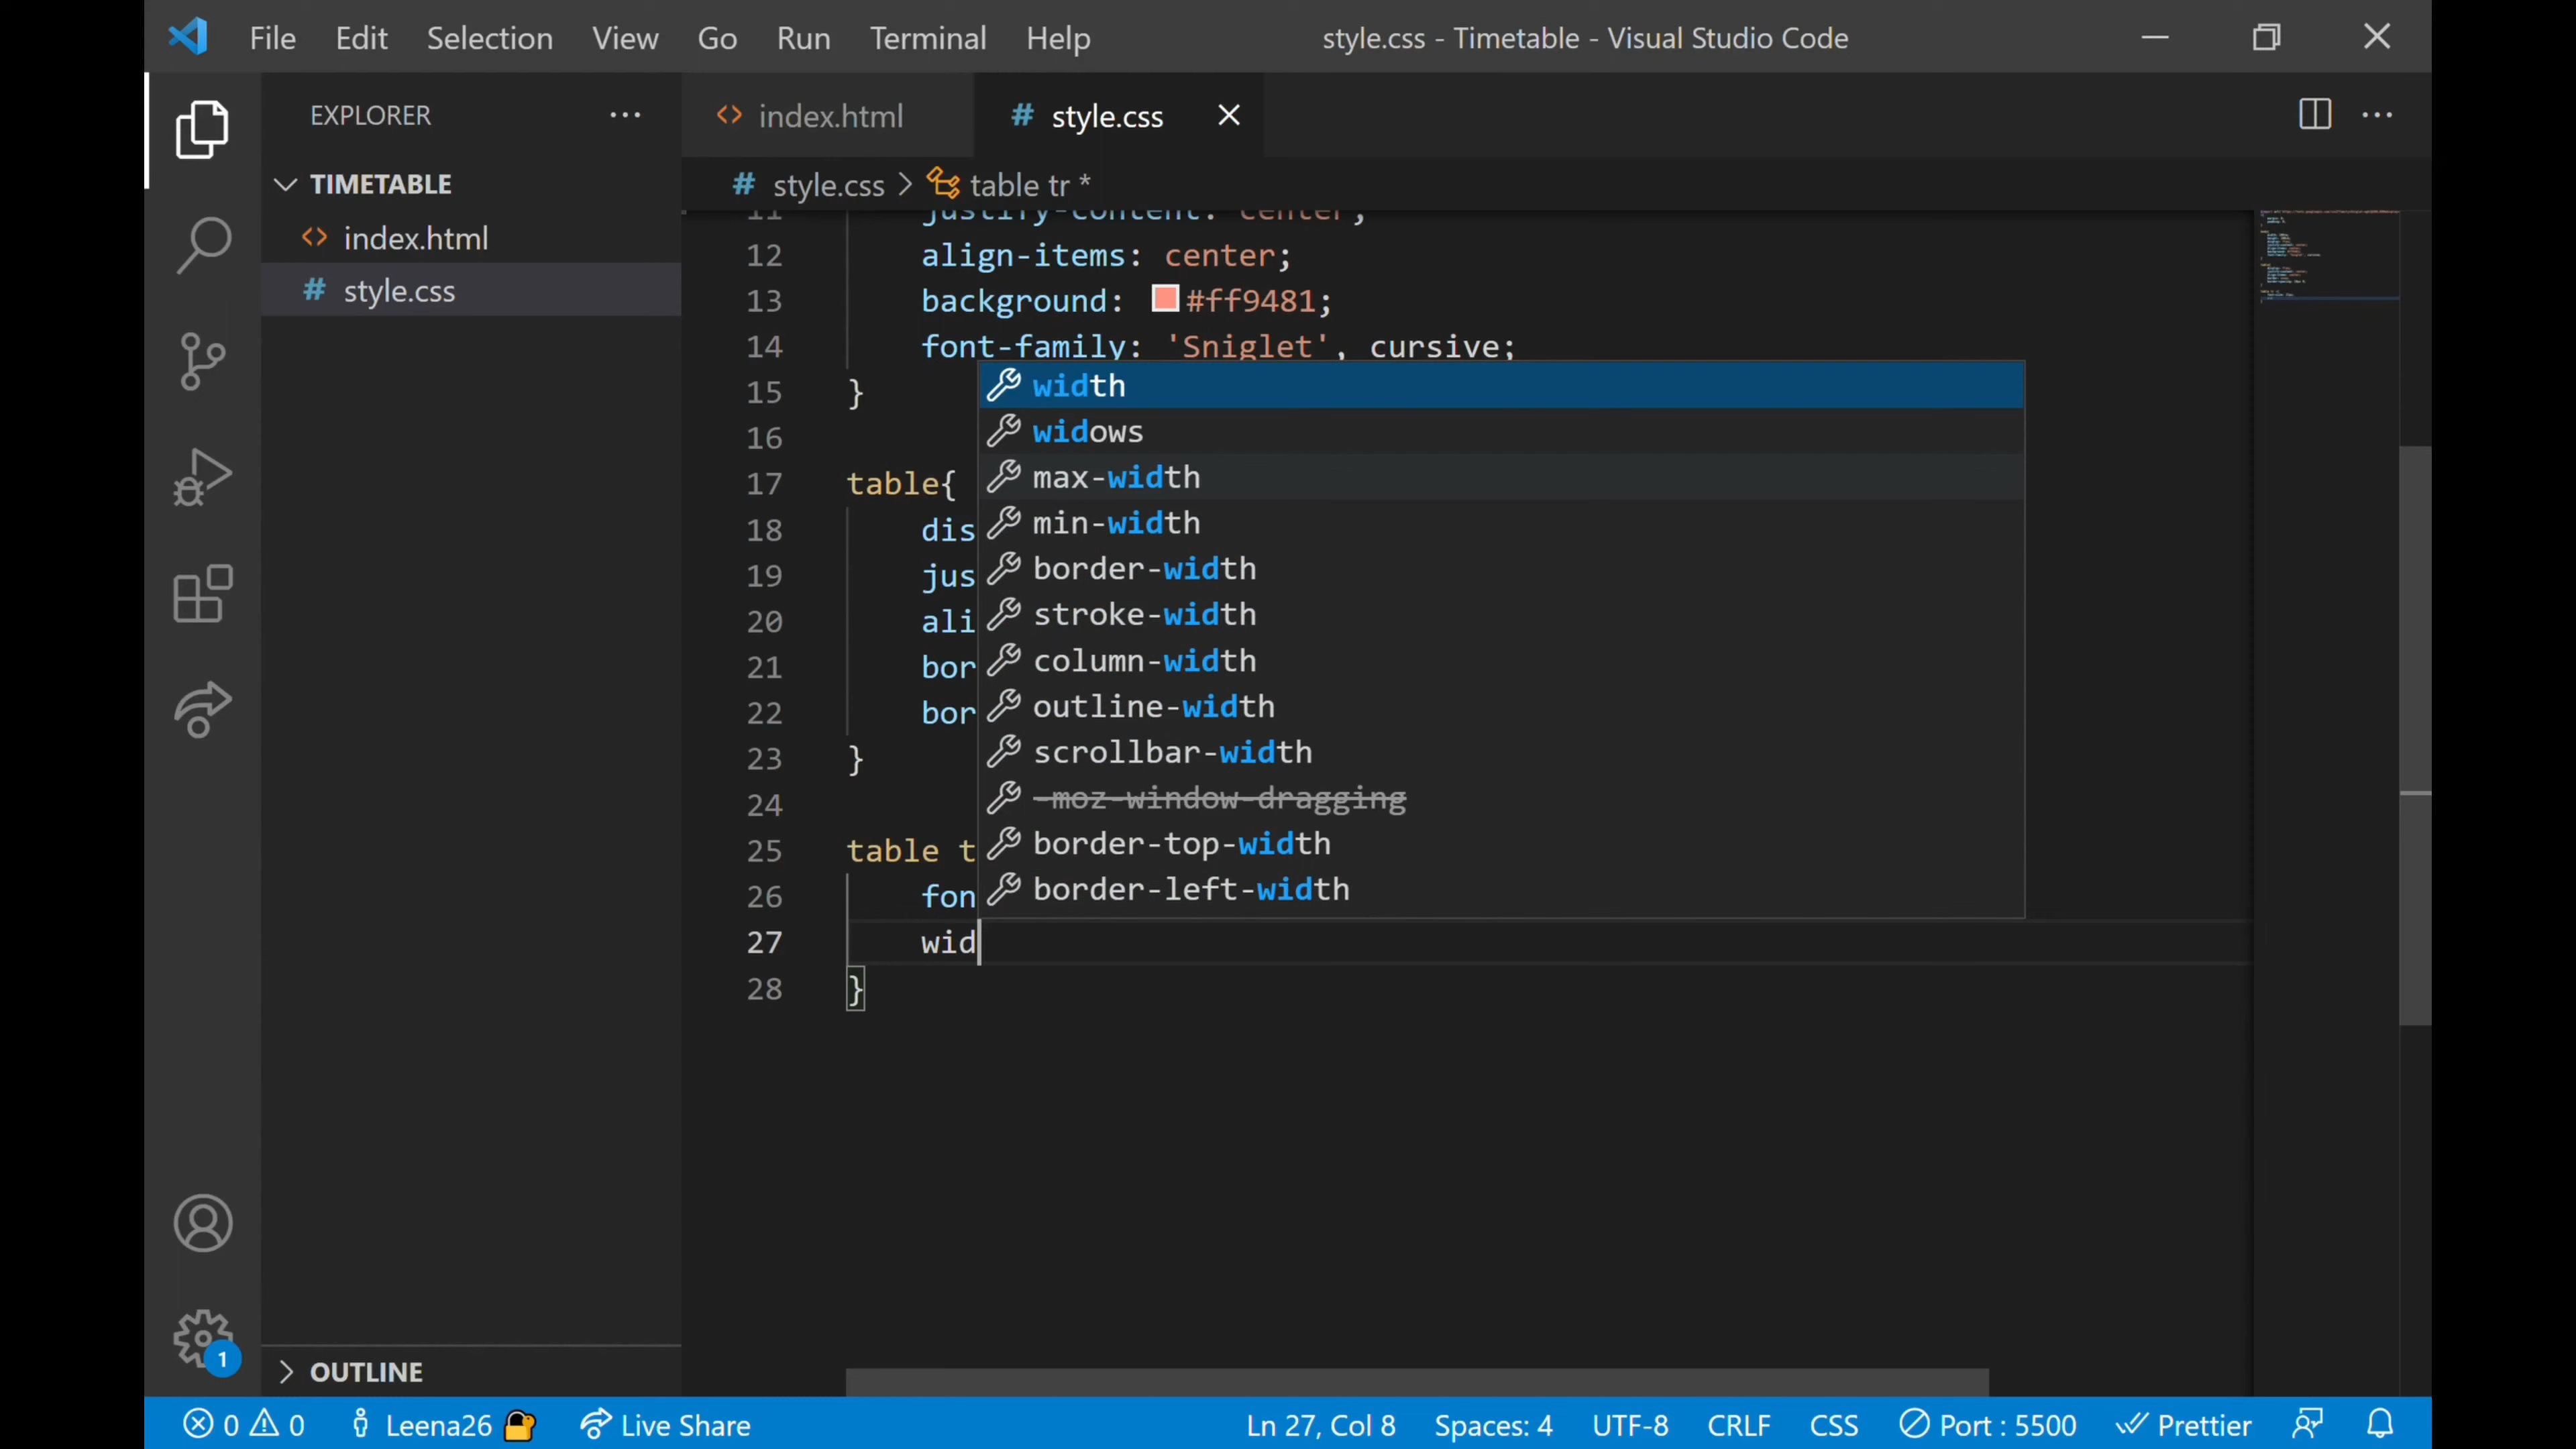 File Edit Selection View Go Run Terminal Help
style.css - Timetable - Visual Studio Code
EXPLORER
TIMETABLE
index.html
# style.css
OUTLINE
index.html
# style.css
# style.css > table tr *
11 justify-content: center;
12 align-items: center;
13 background: #ff9481;
14 font-family: 'Sniglet', cursive;
15 }
16
17 table{
18 dis
19 jus
20 ali
21 bor
22 bor
23 }
24
25 table t
26 fon
27 wid
28 }
width
widows
max-width
min-width
border-width
stroke-width
column-width
outline-width
scrollbar-width
-moz-window-dragging
border-top-width
border-left-width
1
0 0 Leena26 Live Share
Ln 27, Col 8 Spaces: 4 UTF-8 CRLF CSS Port : 5500 Prettier